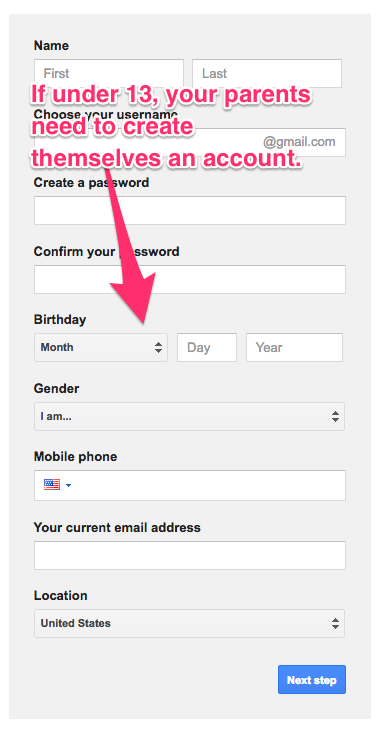 Name
First Last
If under 13, your parents
Choose your username
need to create
@gmail.com
themselves an account.
Create a password
Confirm your password
Birthday
Month Day Year
Gender
I am...
Mobile phone
Your current email address
Location
United States
Next step